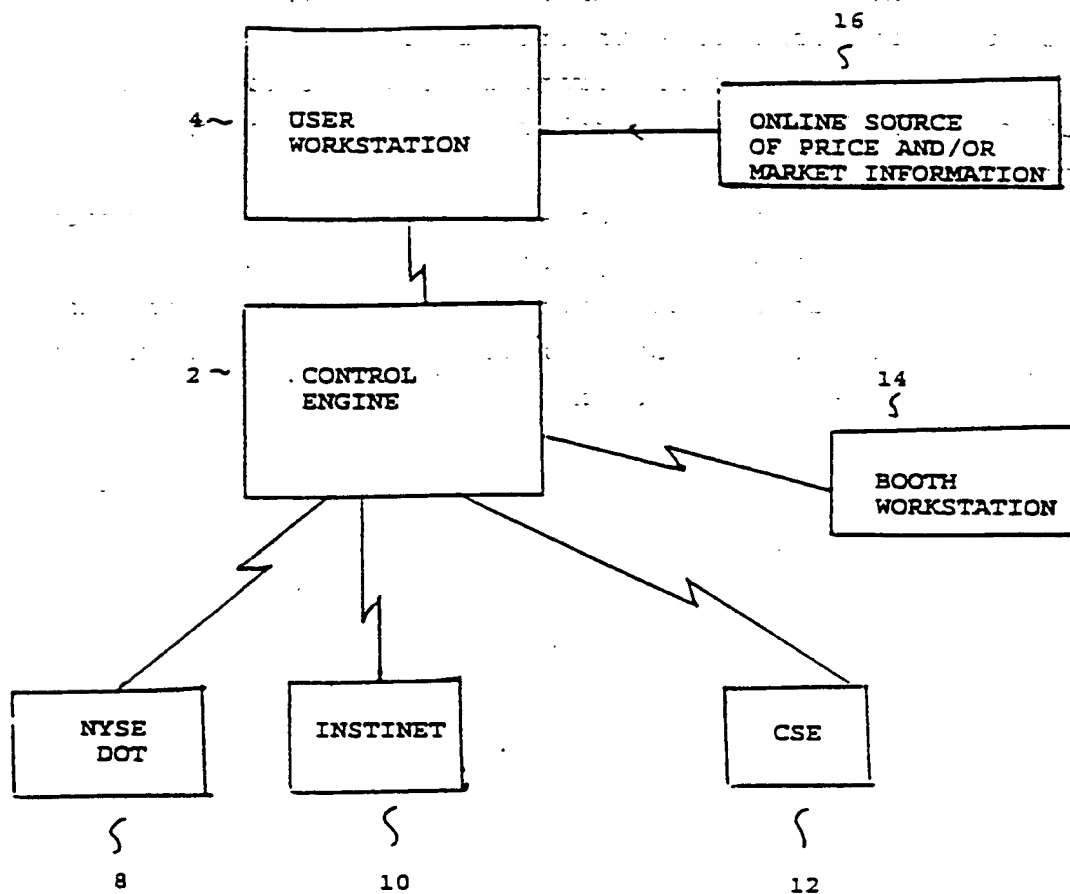 16
4~
USER
WORKSTATION
ONLINE SOURCE
OF PRICE AND/OR
MARKET INFORMATION
2~
CONTROL
ENGINE
14
BOOTH
WORKSTATION
NYSE
DOT
INSTINET
CSE
8
10
12